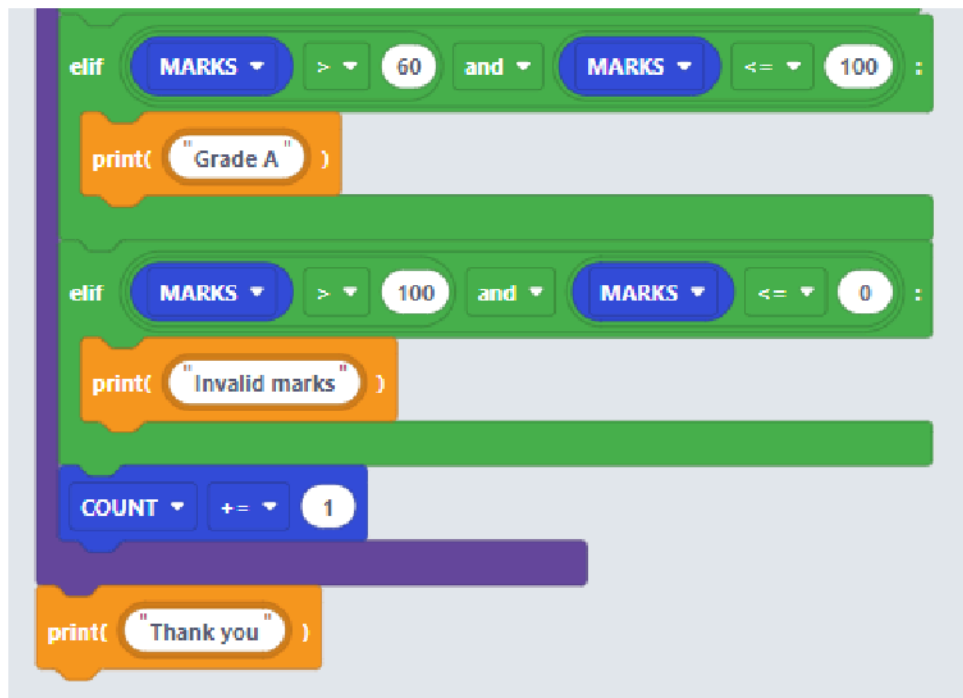 elif MARKS > 60 and MARKS <= 100 :
print( "Grade A" )
elif MARKS > 100 and MARKS <= 0 :
print( "Invalid marks" )
COUNT += 1
print( "Thank you" )